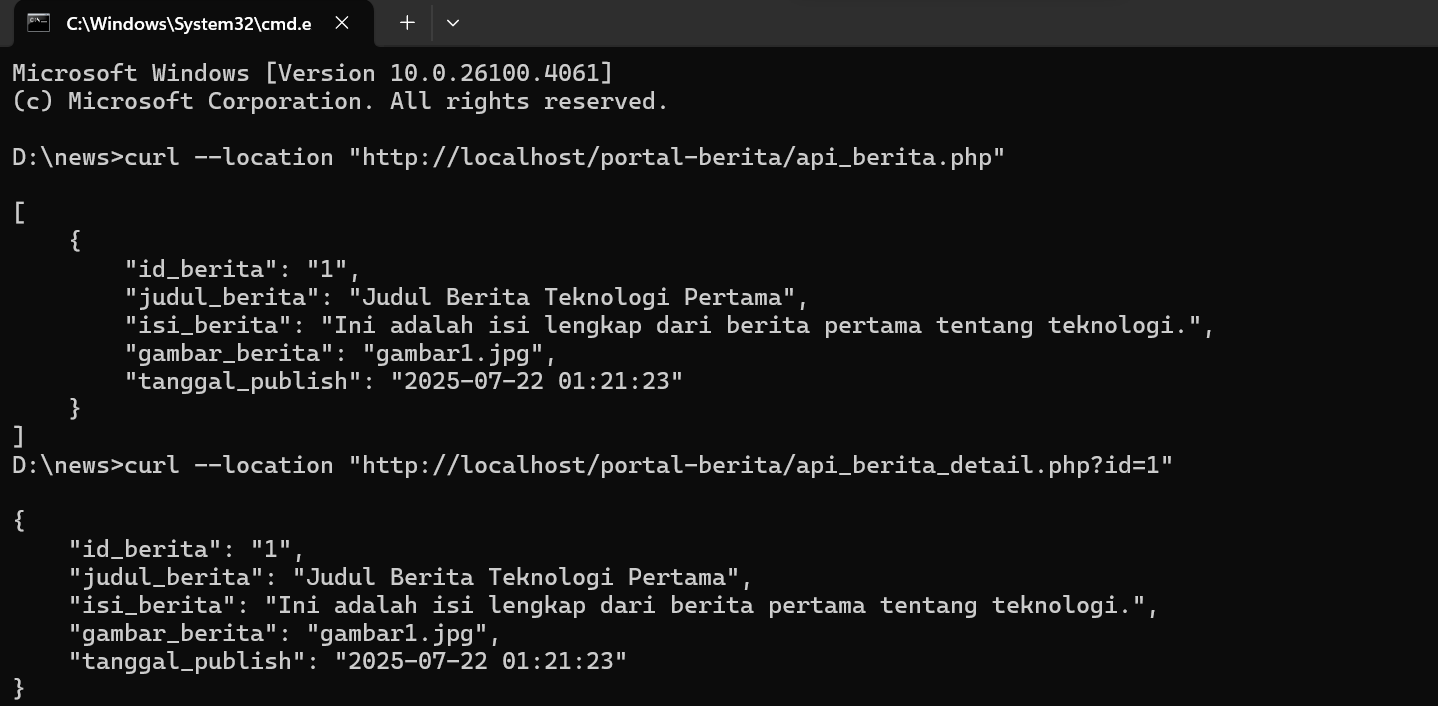 C:\Windows\System32\cmd.e
Microsoft Windows [Version 10.0.26100.4061]
(c) Microsoft Corporation. All rights reserved.
D:\news>curl --location "http://localhost/portal-berita/api_berita.php"
[
    {
        "id_berita": "1",
        "judul_berita": "Judul Berita Teknologi Pertama",
        "isi_berita": "Ini adalah isi lengkap dari berita pertama tentang teknologi.",
        "gambar_berita": "gambar1.jpg",
        "tanggal_publish": "2025-07-22 01:21:23"
    }
]
D:\news>curl --location "http://localhost/portal-berita/api_berita_detail.php?id=1"
{
    "id_berita": "1",
    "judul_berita": "Judul Berita Teknologi Pertama",
    "isi_berita": "Ini adalah isi lengkap dari berita pertama tentang teknologi.",
    "gambar_berita": "gambar1.jpg",
    "tanggal_publish": "2025-07-22 01:21:23"
}